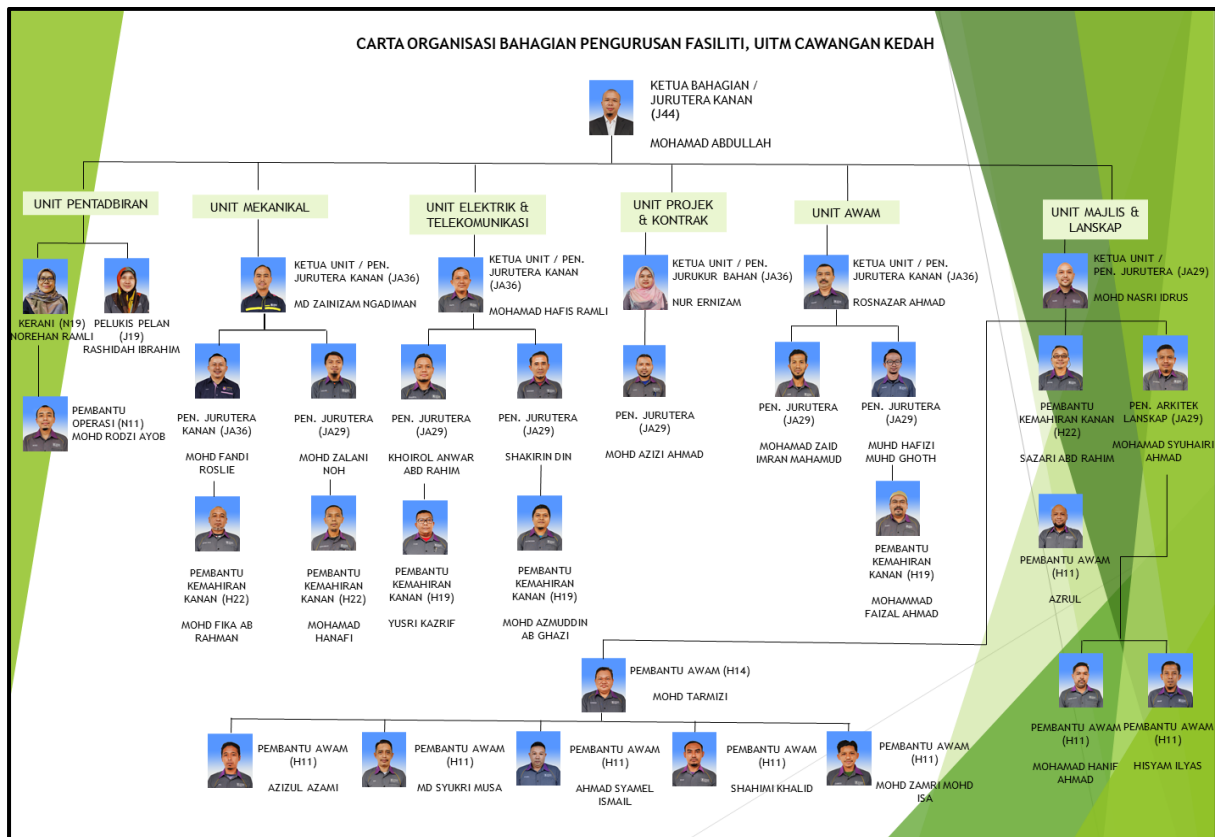 CARTA ORGANISASI BAHAGIAN PENGURUSAN FASILITI, UITM CAWANGAN KEDAH
KETUA BAHAGIAN /
JURUTERA KANAN
(J44)
MOHAMAD ABDULLAH
UNIT PENTADBIRAN
KERANI (N19)
NOREHAN RAMLI
PELUKIS PELAN
(J19)
RASHIDAH IBRAHIM
PEMBANTU
OPERASI (N11)
MOHD RODZI AYOB
UNIT MEKANIKAL
KETUA UNIT / PEN.
JURUTERA KANAN (JA36)
MD ZAINIZAM NGADIMAN
PEN. JURUTERA
KANAN (JA36)
MOHD FANDI
ROSLIE
PEN. JURUTERA
(JA29)
MOHD ZALANI
NOH
PEMBANTU
KEMAHIRAN
KANAN (H22)
MOHD FIKA AB
RAHMAN
PEMBANTU
KEMAHIRAN
KANAN (H22)
MOHAMAD
HANAFI
UNIT ELEKTRIK &
TELEKOMUNIKASI
KETUA UNIT / PEN.
JURUTERA KANAN
(JA36)
MOHAMAD HAFIS RAMLI
PEN. JURUTERA
(JA29)
KHOIROL ANWAR
ABD RAHIM
PEN. JURUTERA
(JA29)
SHAKIRIN DIN
PEMBANTU
KEMAHIRAN
KANAN (H19)
YUSRI KAZRIF
PEMBANTU
KEMAHIRAN
KANAN (H19)
MOHD AZMUDDIN
AB GHAZI
UNIT PROJEK
& KONTRAK
KETUA UNIT / PEN.
JURUKUR BAHAN (JA36)
NUR ERNIZAM
PEN. JURUTERA
(JA29)
MOHD AZIZI AHMAD
UNIT AWAM
KETUA UNIT / PEN.
JURUTERA KANAN (JA36)
ROSNAZAR AHMAD
PEN. JURUTERA
(JA29)
MOHAMAD ZAID
IMRAN MAHAMUD
PEN. JURUTERA
(JA29)
MUHD HAFIZI
MUHD GHOTH
PEMBANTU
KEMAHIRAN
KANAN (H19)
MOHAMMAD
FAIZAL AHMAD
UNIT MAJLIS &
LANSKAP
KETUA UNIT /
PEN. JURUTERA (JA29)
MOHD NASRI IDRUS
PEMBANTU
KEMAHIRAN KANAN
(H22)
SAZARI ABD RAHIM
PEN. ARKITEK
LANSKAP (JA29)
MOHAMAD SYUHAIRI
AHMAD
PEMBANTU AWAM
(H11)
AZRUL
PEMBANTU AWAM
(H11)
MOHAMAD HANIF
AHMAD
PEMBANTU AWAM
(H11)
HISYAM ILYAS
PEMBANTU AWAM (H14)
MOHD TARMIZI
PEMBANTU AWAM
(H11)
AZIZUL AZAMI
PEMBANTU AWAM
(H11)
MD SYUKRI MUSA
PEMBANTU AWAM
(H11)
AHMAD SYAMEL
ISMAIL
PEMBANTU AWAM
(H11)
SHAHIMI KHALID
PEMBANTU AWAM
(H11)
MOHD ZAMRI MOHD
ISA